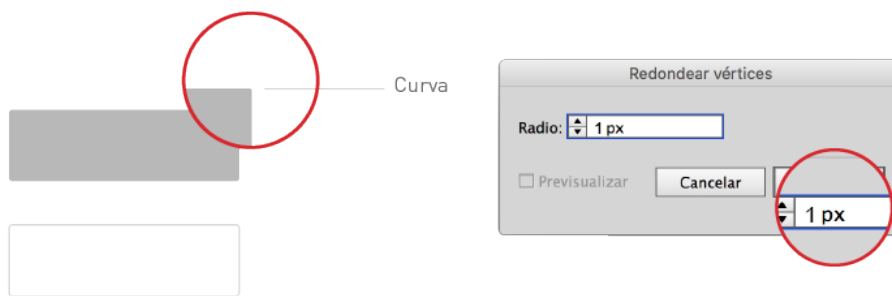 Curva
Redondear vértices
Radio: 1 px
Previsualizar
Cancelar
1 px